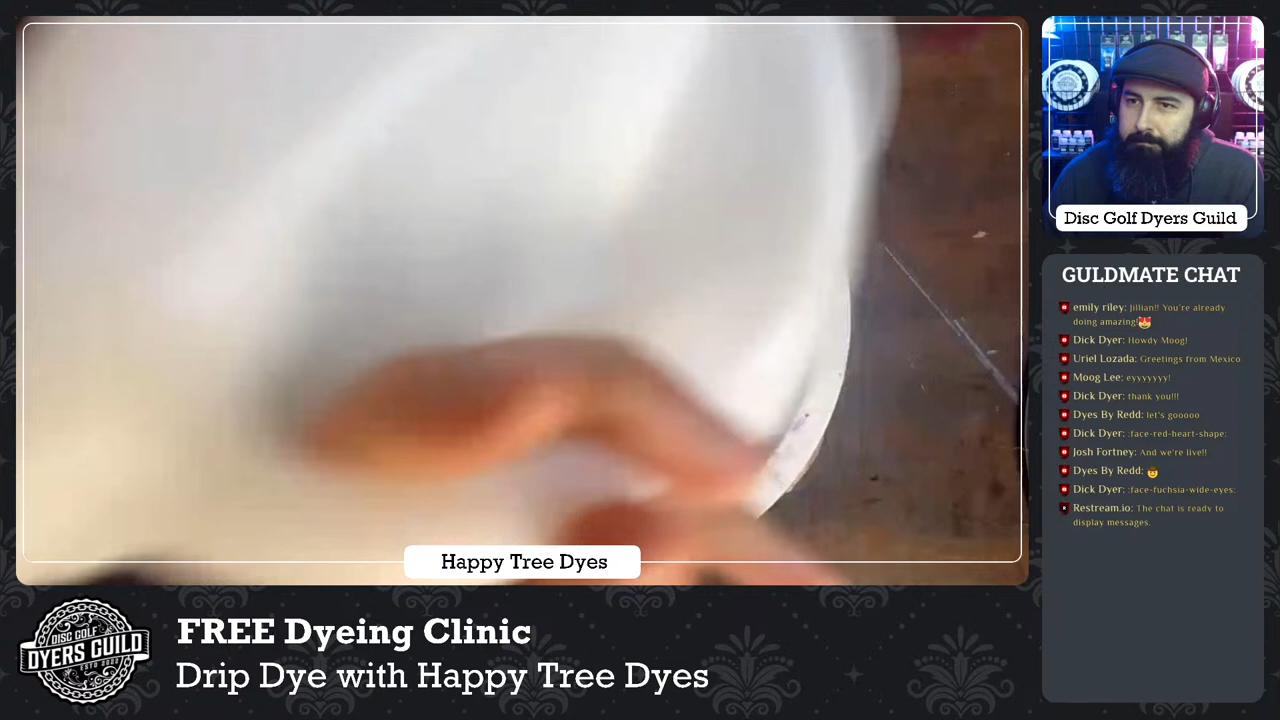 Happy Tree Dyes
Disc Golf Dyers Guild
GULDMATE CHAT
emily riley: Jillian!! You're already
doing amazing!
Dick Dyer: Howdy Moog!
Uriel Lozada: Greetings from Mexico
Moog Lee: eyyyyyyy!
Dick Dyer: thank you!!!
Dyes By Redd: let's gooooo
Dick Dyer: :face-red-heart-shape:
Josh Fortney: And we're live!!
Dyes By Redd:
Dick Dyer: :face-fuchsia-wide-eyes:
Restream.io: The chat is ready to
display messages.
DISC GOLF
DYERS GUILD
FREE Dyeing Clinic
Drip Dye with Happy Tree Dyes